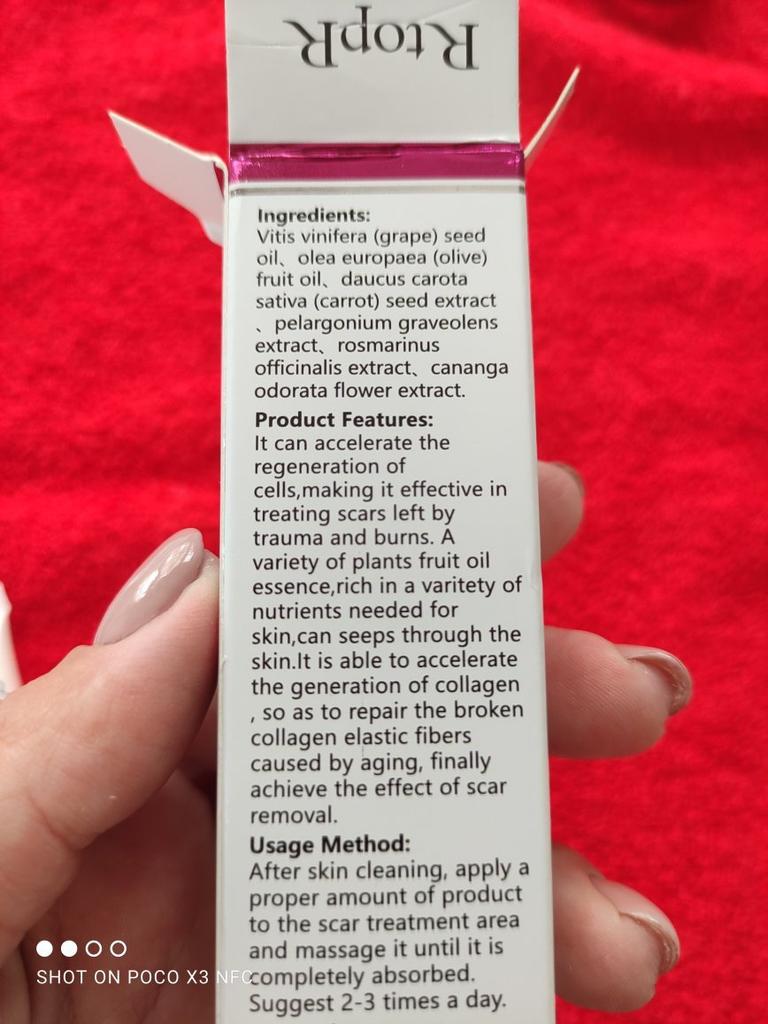 RtopR
Ingredients:
Vitis vinifera (grape) seed
oil、olea europaea (olive)
fruit oil、daucus carota
sativa (carrot) seed extract
、pelargonium graveolens
extract、rosmarinus
officinalis extract、cananga
odorata flower extract.
Product Features:
It can accelerate the
regeneration of
cells,making it effective in
treating scars left by
trauma and burns. A
variety of plants fruit oil
essence,rich in a varitety of
nutrients needed for
skin,can seeps through the
skin.It is able to accelerate
the generation of collagen
, so as to repair the broken
collagen elastic fibers
caused by aging, finally
achieve the effect of scar
removal.
Usage Method:
After skin cleaning, apply a
proper amount of product
to the scar treatment area
and massage it until it is
completely absorbed.
Suggest 2-3 times a day.
SHOT ON POCO X3 NFC